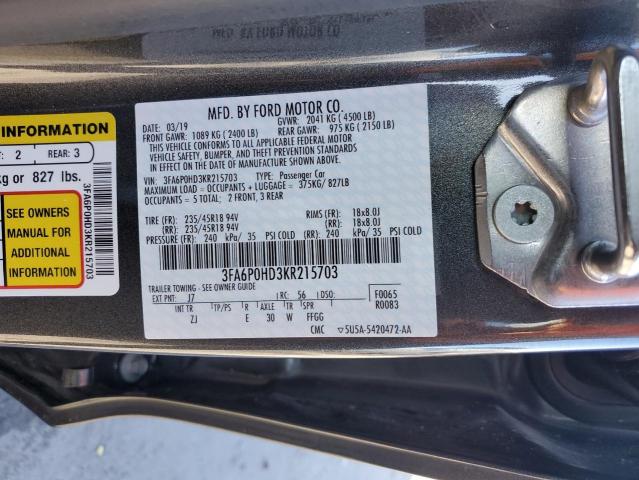 MFD. BY FORD MOTOR CO.
INFORMATION
: 2 REAR: 3
kg or 827 lbs.
SEE OWNERS
MANUAL FOR
ADDITIONAL
INFORMATION
3FA6P0HD3KR215703
MFD. BY FORD MOTOR CO.
DATE: 03/19 GVWR: 2041 KG ( 4500 LB)
FRONT GAWR: 1089 KG ( 2400 LB) REAR GAWR: 975 KG ( 2150 LB)
THIS VEHICLE CONFORMS TO ALL APPLICABLE FEDERAL MOTOR
VEHICLE SAFETY, BUMPER, AND THEFT PREVENTION STANDARDS
IN EFFECT ON THE DATE OF MANUFACTURE SHOWN ABOVE.
VIN: 3FA6P0HD3KR215703 TYPE: Passenger Car
MAXIMUM LOAD = OCCUPANTS + LUGGAGE = 375KG/ 827LB
OCCUPANTS = 5 TOTAL: 2 FRONT, 3 REAR
TIRE (FR): 235/45R18 94V RIMS (FR): 18x8.0J
(RR): 235/45R18 94V (RR): 18x8.0J
PRESSURE (FR): 240 kPa/ 35 PSI COLD (RR): 240 kPa/ 35 PSI COLD
3FA6P0HD3KR215703
TRAILER TOWING - SEE OWNER GUIDE
EXT PNT: J7 RC: 56 DSO: F0065
INT TR TP/PS R AXLE TR SPR R0083
ZJ E 30 W FFGG
CMC ▽5U5A-5420472-AA